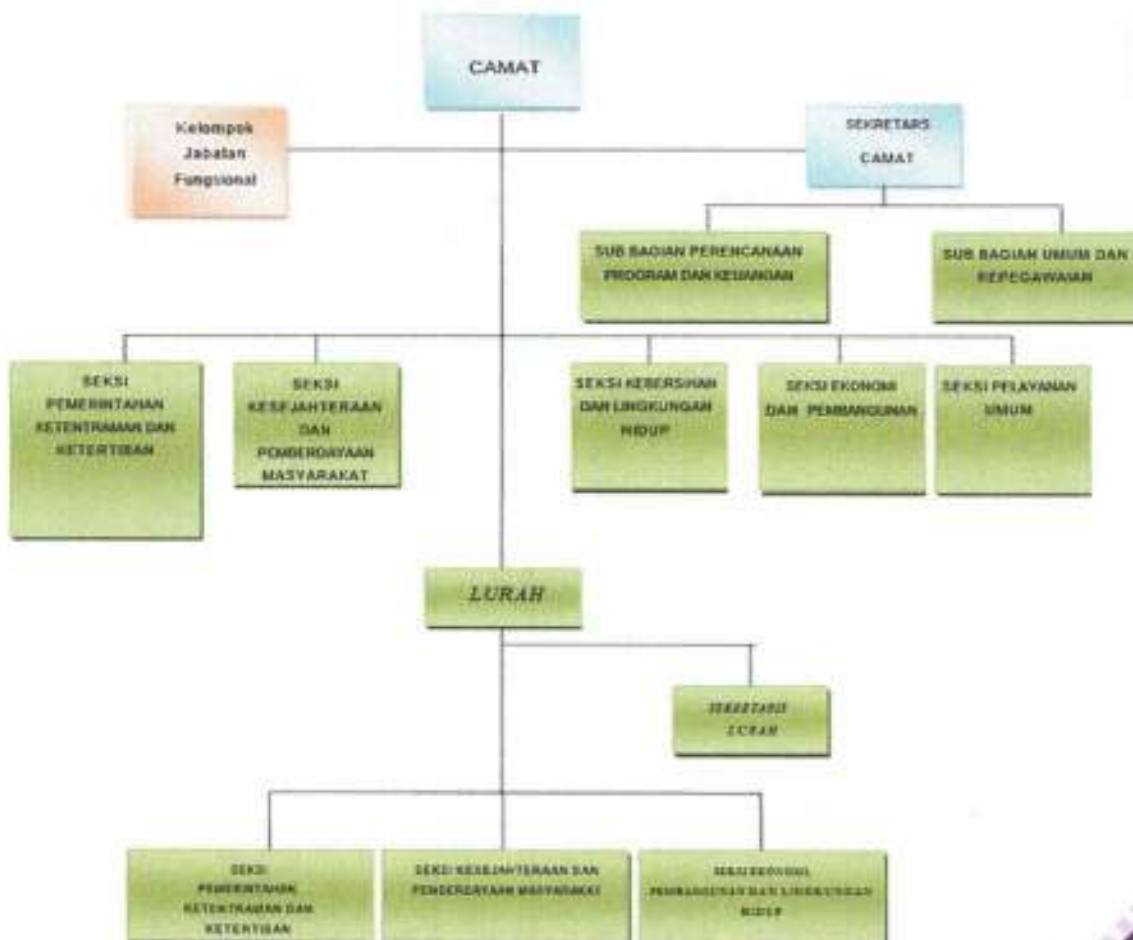 CAMAT
Kelompok
Jabatan
Fungsional
SEKRETARS
CAMAT
SUB BAGIAN PERENCANAAN
PROGRAM DAN KEUANGAN
SUB BAGIAN UMUM DAN
KEPEGAWAIAN
SEKSI
PEMERINTAHAN
KETENTRAMAN DAN
KETERTIBAN
SEKSI
KESEJAHTERAAN
DAN
PEMBERDAYAAN
MASYARAKAT
SEKSI KEBERSIHAN
DAN LINGKUNGAN
HIDUP
SEKSI EKONOMI
DAN PEMBANGUNAN
SEKSI PELAYANAN
UMUM
LURAH
SEKRETARIS
LURAH
SEKSI
PEMERINTAHAN
KETENTRAMAN DAN
KETERTIBAN
SEKSI KESEJAHTERAAN DAN
PEMBERDAYAAN MASYARAKAT
SEKSI EKONOMI,
PEMBANGUNAN DAN LINGKUNGAN
HIDUP